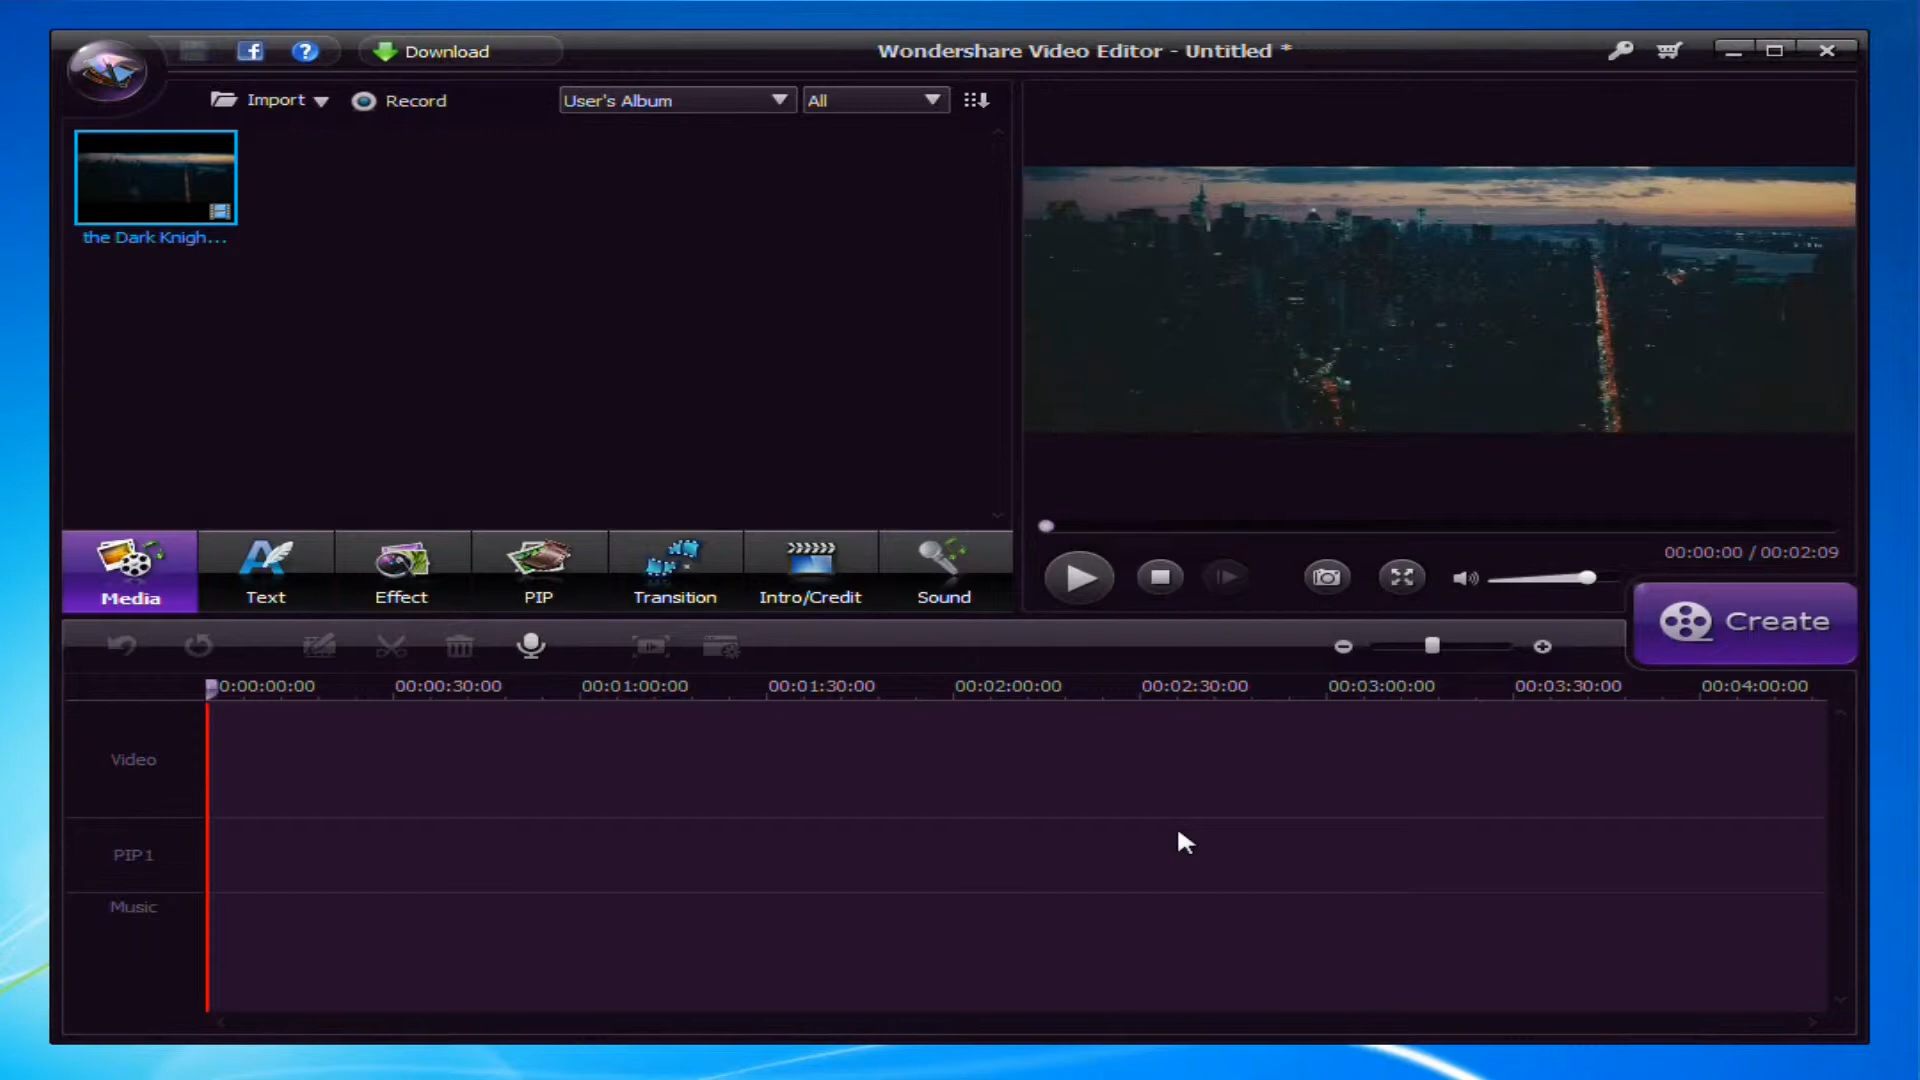 Download
Wondershare Video Editor - Untitled *
Import
Record
User's Album
All
the Dark Knigh...
00:00:00 / 00:02:09
Media
Text
Effect
PIP
Transition
Intro/Credit
Sound
Create
0:00:00:00
00:00:30:00
00:01:00:00
00:01:30:00
00:02:00:00
00:02:30:00
00:03:00:00
00:03:30:00
00:04:00:00
Video
PIP1
Music